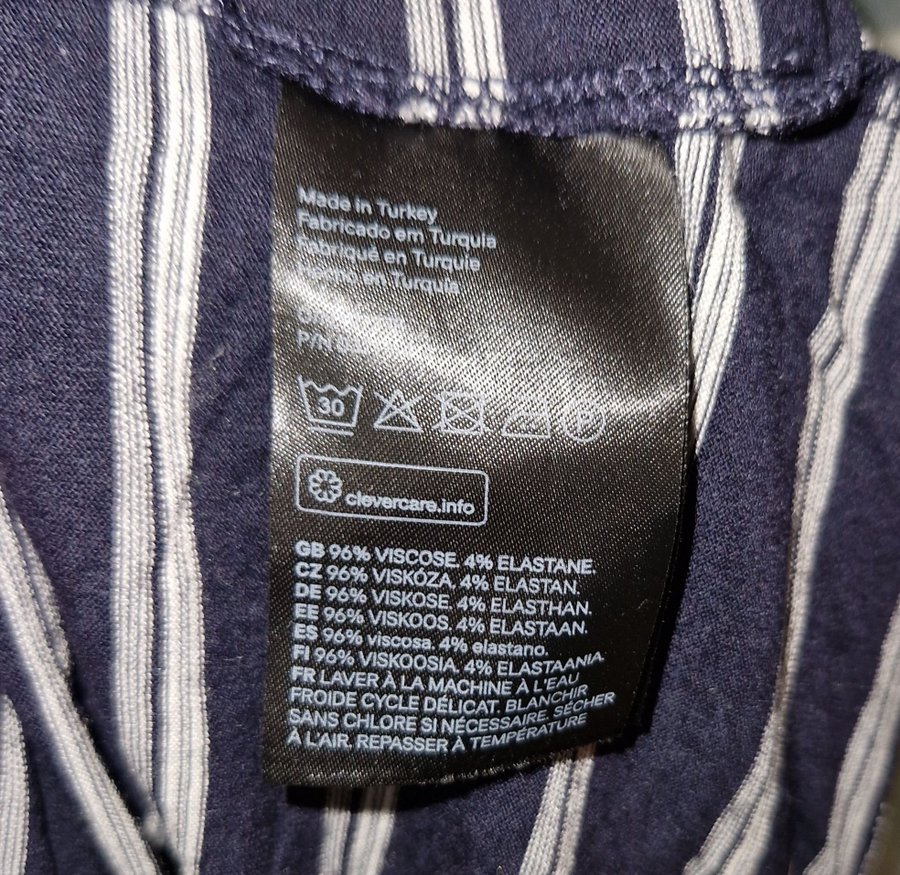 Made in Turkey
Fabricado em Turquia
Fabriqué en Turquie
Hecho en Turquía
P/N
30
P
clevercare.info
GB 96% VISCOSE. 4% ELASTANE.
CZ 96% VISKÓZA. 4% ELASTAN.
DE 96% VISKOSE. 4% ELASTHAN.
EE 96% VISKOOS. 4% ELASTAAN.
ES 96% viscosa. 4% elastano.
FI 96% VISKOOSIA. 4% ELASTAANIA.
FR LAVER À LA MACHINE À L'EAU
FROIDE CYCLE DÉLICAT. BLANCHIR
SANS CHLORE SI NÉCESSAIRE. SÉCHER
À L'AIR. REPASSER À TEMPÉRATURE